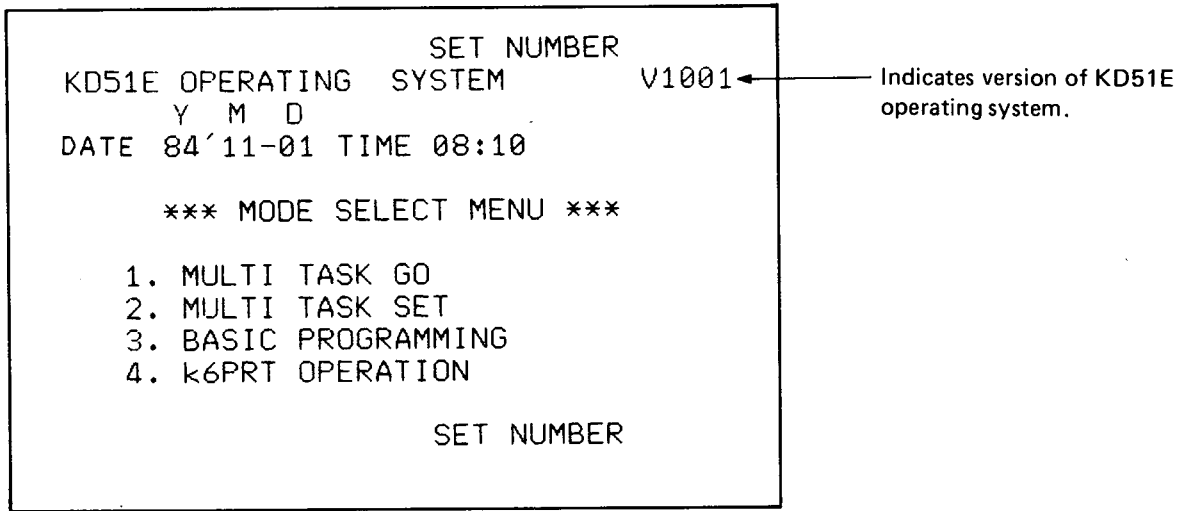 SET NUMBER
KD51E OPERATING SYSTEM V1001
Y M D
DATE 84′11-01 TIME 08:10
*** MODE SELECT MENU ***
1. MULTI TASK GO
2. MULTI TASK SET
3. BASIC PROGRAMMING
4. k6PRT OPERATION
SET NUMBER
Indicates version of KD51E
operating system.